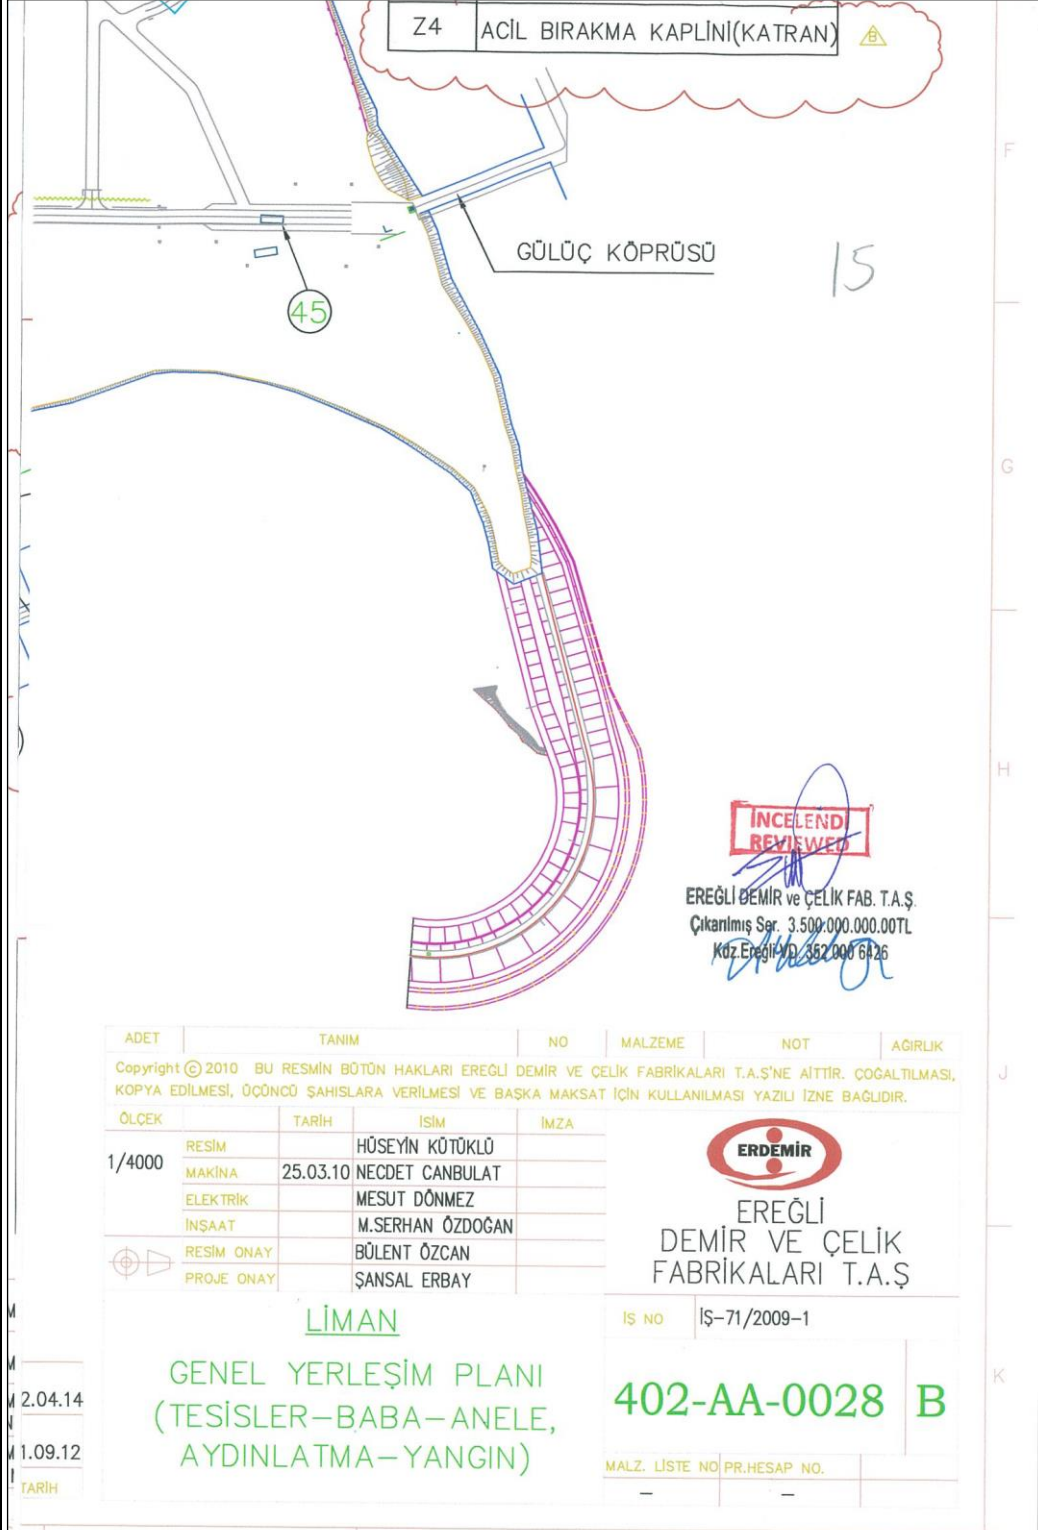 Z4 ACİL BIRAKMA KAPLİNİ(KATRAN) B
F
GÜLÜÇ KÖPRÜSÜ
15
45
G
H
İNCELENDİ
REVIEWED
EREĞLİ DEMİR ve ÇELİK FAB. T.A.Ş.
Çıkarılmış Ser. 3.500.000.000.00TL
Kdz.Ereğli VD. 352 000 6426
ADET TANIM NO MALZEME NOT AĞIRLIK
J
Copyright © 2010 BU RESMİN BÜTÜN HAKLARI EREĞLİ DEMİR VE ÇELİK FABRİKALARI T.A.Ş'NE AİTTİR. ÇOĞALTILMASI,
KOPYA EDİLMESİ, ÜÇÜNCÜ ŞAHISLARA VERİLMESİ VE BAŞKA MAKSAT İÇİN KULLANILMASI YAZILI İZNE BAĞLIDIR.
ÖLÇEK TARİH İSİM İMZA
1/4000
RESİM HÜSEYİN KÜTÜKLÜ
MAKİNA 25.03.10 NECDET CANBULAT
ELEKTRİK MESUT DÖNMEZ
İNŞAAT M.SERHAN ÖZDOĞAN
RESİM ONAY BÜLENT ÖZCAN
PROJE ONAY ŞANSAL ERBAY
ERDEMİR
EREĞLİ
DEMİR VE ÇELİK
FABRİKALARI T.A.Ş
LİMAN
GENEL YERLEŞİM PLANI
(TESİSLER-BABA-ANELE,
AYDINLATMA-YANGIN)
İŞ NO İŞ-71/2009-1
402-AA-0028 B
K
MALZ. LİSTE NO PR.HESAP NO.
– –
2.04.14
1.09.12
TARİH